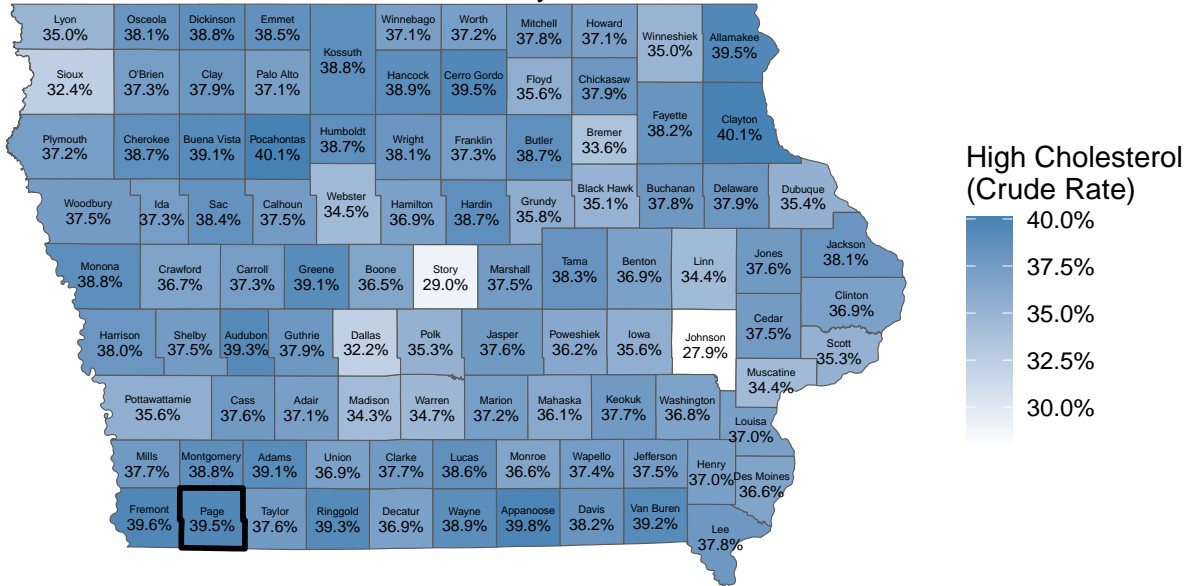 Lyon
35.0%
Osceola
38.1%
Dickinson
38.8%
Emmet
38.5%
Winnebago
37.1%
Worth
37.2%
Mitchell
37.8%
Howard
37.1%
Winneshiek
35.0%
Allamakee
39.5%
Kossuth
38.8%
Sioux
32.4%
O'Brien
37.3%
Clay
37.9%
Palo Alto
37.1%
Hancock
38.9%
Cerro Gordo
39.5%
Floyd
35.6%
Chickasaw
37.9%
Fayette
38.2%
Clayton
40.1%
Plymouth
37.2%
Cherokee
38.7%
Buena Vista
39.1%
Pocahontas
40.1%
Humboldt
38.7%
Wright
38.1%
Franklin
37.3%
Butler
38.7%
Bremer
33.6%
Woodbury
37.5%
Ida
37.3%
Sac
38.4%
Calhoun
37.5%
Webster
34.5%
Hamilton
36.9%
Hardin
38.7%
Grundy
35.8%
Black Hawk
35.1%
Buchanan
37.8%
Delaware
37.9%
Dubuque
35.4%
Monona
38.8%
Crawford
36.7%
Carroll
37.3%
Greene
39.1%
Boone
36.5%
Story
29.0%
Marshall
37.5%
Tama
38.3%
Benton
36.9%
Linn
34.4%
Jones
37.6%
Jackson
38.1%
Clinton
36.9%
Harrison
38.0%
Shelby
37.5%
Audubon
39.3%
Guthrie
37.9%
Dallas
32.2%
Polk
35.3%
Jasper
37.6%
Poweshiek
36.2%
Iowa
35.6%
Johnson
27.9%
Cedar
37.5%
Scott
35.3%
Muscatine
34.4%
Pottawattamie
35.6%
Cass
37.6%
Adair
37.1%
Madison
34.3%
Warren
34.7%
Marion
37.2%
Mahaska
36.1%
Keokuk
37.7%
Washington
36.8%
Louisa
37.0%
Mills
37.7%
Montgomery
38.8%
Adams
39.1%
Union
36.9%
Clarke
37.7%
Lucas
38.6%
Monroe
36.6%
Wapello
37.4%
Jefferson
37.5%
Henry
37.0%
Des Moines
36.6%
Fremont
39.6%
Page
39.5%
Taylor
37.6%
Ringgold
39.3%
Decatur
36.9%
Wayne
38.9%
Appanoose
39.8%
Davis
38.2%
Van Buren
39.2%
Lee
37.8%
High Cholesterol
(Crude Rate)
40.0%
37.5%
35.0%
32.5%
30.0%